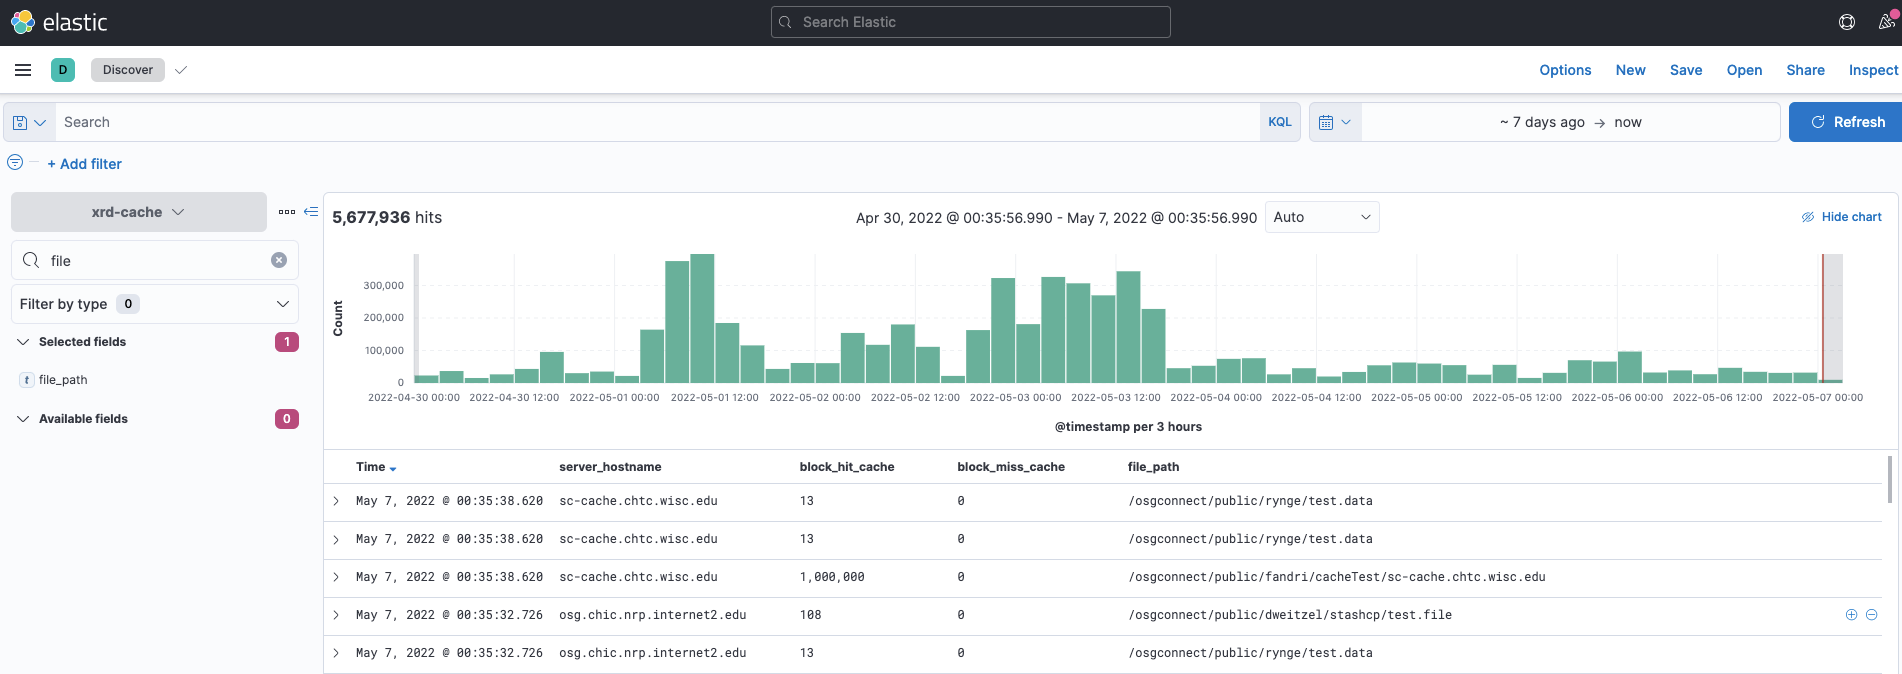 elastic
Search Elastic
D
Discover
Options New Save Open Share Inspect
Search
KQL
~ 7 days ago → now
Refresh
+ Add filter
xrd-cache
file
Filter by type 0
Selected fields 1
t file_path
Available fields 0
5,677,936 hits
Apr 30, 2022 @ 00:35:56.990 - May 7, 2022 @ 00:35:56.990
Auto
Hide chart
Count
300,000
200,000
100,000
0
2022-04-30 00:00 2022-04-30 12:00 2022-05-01 00:00 2022-05-01 12:00 2022-05-02 00:00 2022-05-02 12:00 2022-05-03 00:00 2022-05-03 12:00 2022-05-04 00:00 2022-05-04 12:00 2022-05-05 00:00 2022-05-05 12:00 2022-05-06 00:00 2022-05-06 12:00 2022-05-07 00:00
@timestamp per 3 hours
Time server_hostname block_hit_cache block_miss_cache file_path
May 7, 2022 @ 00:35:38.620 sc-cache.chtc.wisc.edu 13 0 /osgconnect/public/rynge/test.data
May 7, 2022 @ 00:35:38.620 sc-cache.chtc.wisc.edu 13 0 /osgconnect/public/rynge/test.data
May 7, 2022 @ 00:35:38.620 sc-cache.chtc.wisc.edu 1,000,000 0 /osgconnect/public/fandri/cacheTest/sc-cache.chtc.wisc.edu
May 7, 2022 @ 00:35:32.726 osg.chic.nrp.internet2.edu 108 0 /osgconnect/public/dweitzel/stashcp/test.file
May 7, 2022 @ 00:35:32.726 osg.chic.nrp.internet2.edu 13 0 /osgconnect/public/rynge/test.data